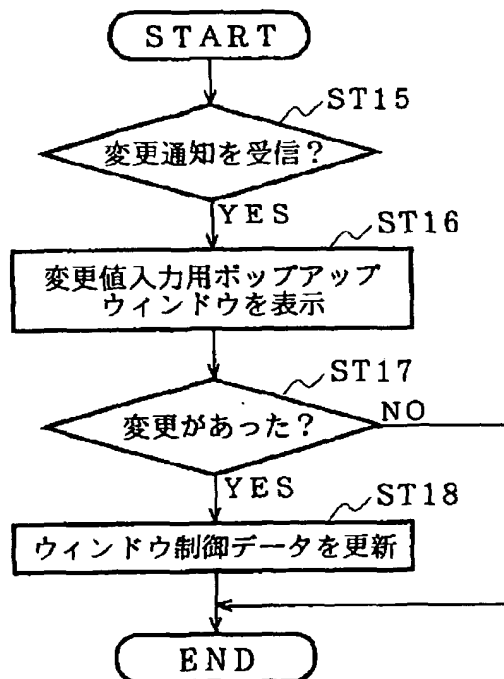 START
ST15
変更通知を受信?
YES
ST16
変更値入力用ポップアップ
ウィンドウを表示
ST17
変更があった?
NO
YES
ST18
ウィンドウ制御データを更新
END